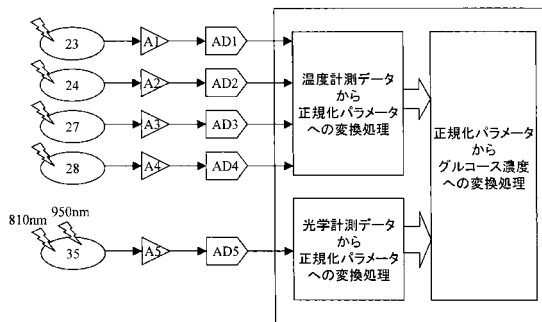 23
A1
AD1
24
A2
AD2
27
A3
AD3
28
A4
AD4
温度計測データ
から
正規化パラメータ
への変換処理
正規化パラメータ
から
グルコース濃度
への変換処理
810nm
950nm
35
A5
AD5
光学計測データ
から
正規化パラメータ
への変換処理